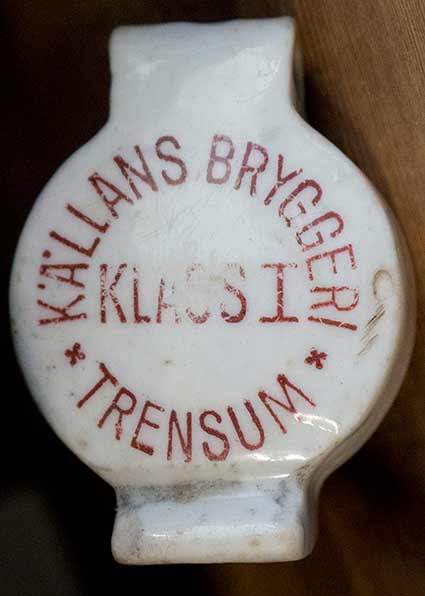 KÄLLANS BRYGGERI
KLASS I
* TRENSUM *